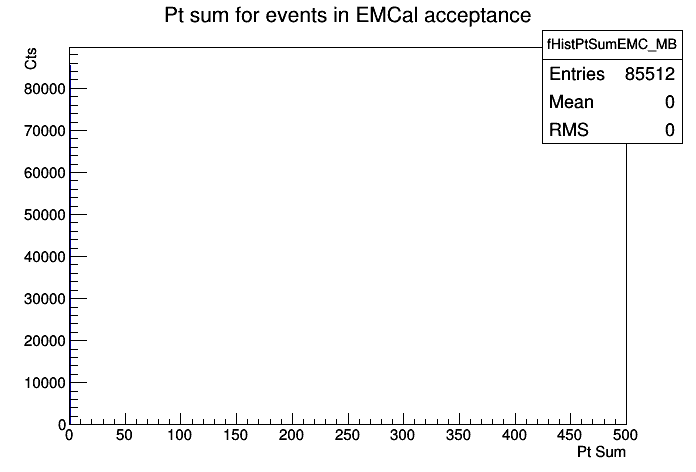 Pt sum for events in EMCal acceptance
Cts
fHistPtSumEMC_MB
Entries 85512
Mean 0
RMS 0
80000
70000
60000
50000
40000
30000
20000
10000
0
0 50 100 150 200 250 300 350 400 450 500
Pt Sum